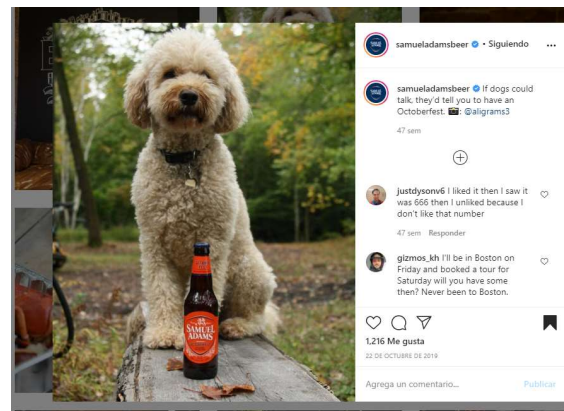 samueladamsbeer • Siguiendo
samueladamsbeer If dogs could
talk, they'd tell you to have an
Octoberfest. 📷: @aligrams3
47 sem
justdysonv6 I liked it then I saw it
was 666 then I unliked because I
don't like that number
47 sem Responder
gizmos_kh I'll be in Boston on
Friday and booked a tour for
Saturday will you have some
then? Never been to Boston.
1,216 Me gusta
22 DE OCTUBRE DE 2019
Agrega un comentario... Publicar
SAMUEL
ADAMS